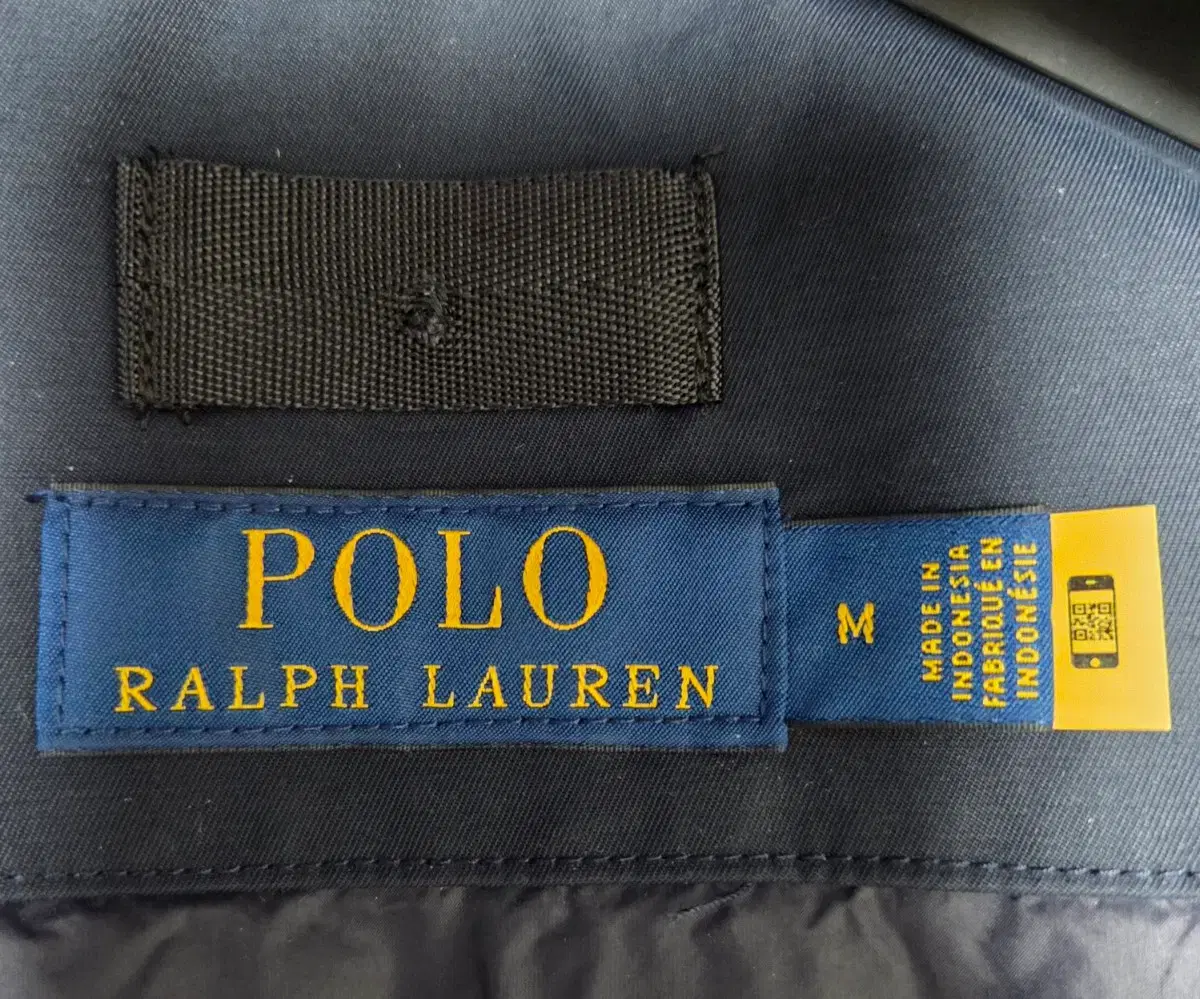 POLO
RALPH LAUREN
M
MADE IN
INDONESIA
FABRIQUÉ EN
INDONÉSIE